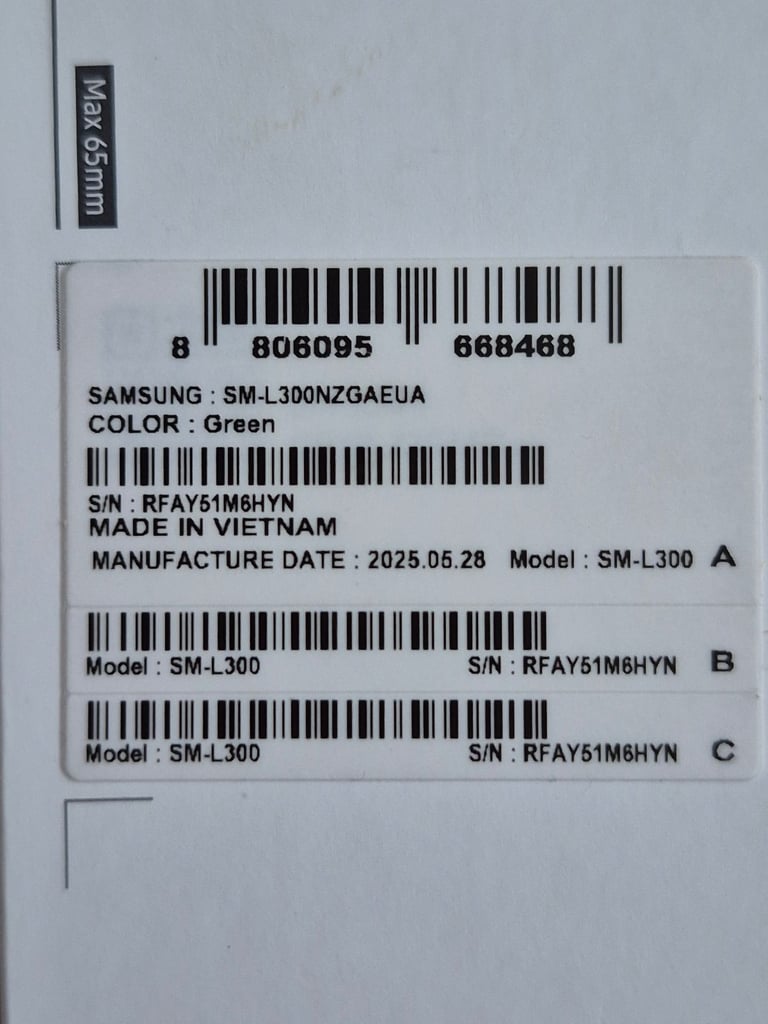 Max 65mm
8 806095 668468
SAMSUNG : SM-L300NZGAEUA
COLOR : Green
S/N : RFAY51M6HYN
MADE IN VIETNAM
MANUFACTURE DATE : 2025.05.28 Model : SM-L300 A
Model : SM-L300 S/N : RFAY51M6HYN B
Model : SM-L300 S/N : RFAY51M6HYN C